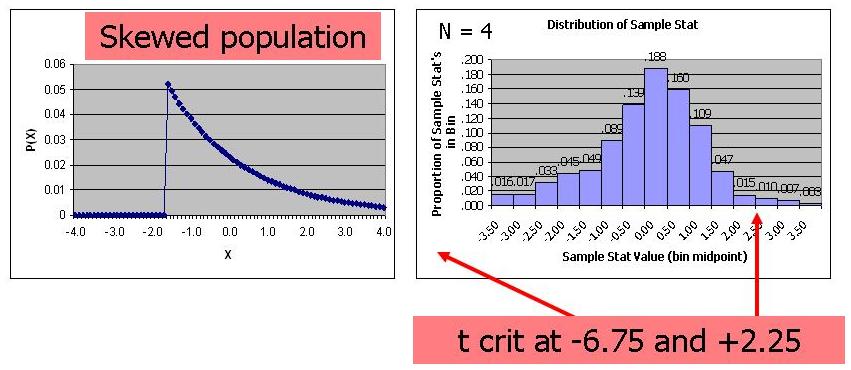 Skewed population
0.06
0.05
0.04
0.03
0.02
0.01
0
P(X)
-4.0 -3.0 -2.0 -1.0 0.0 1.0 2.0 3.0 4.0
X
N = 4
Distribution of Sample Stat
Proportion of Sample Stat's
in Bin
.200
.180
.160
.140
.120
.100
.080
.060
.040
.020
.000
.016 .017 .033 .045 .049 .089 .139 .188 .160 .109 .047 .015 .010 .007 .003
-3.50 -3.00 -2.50 -2.00 -1.50 -1.00 -0.50 0.00 0.50 1.00 1.50 2.00 2.50 3.00 3.50
Sample Stat Value (bin midpoint)
t crit at -6.75 and +2.25